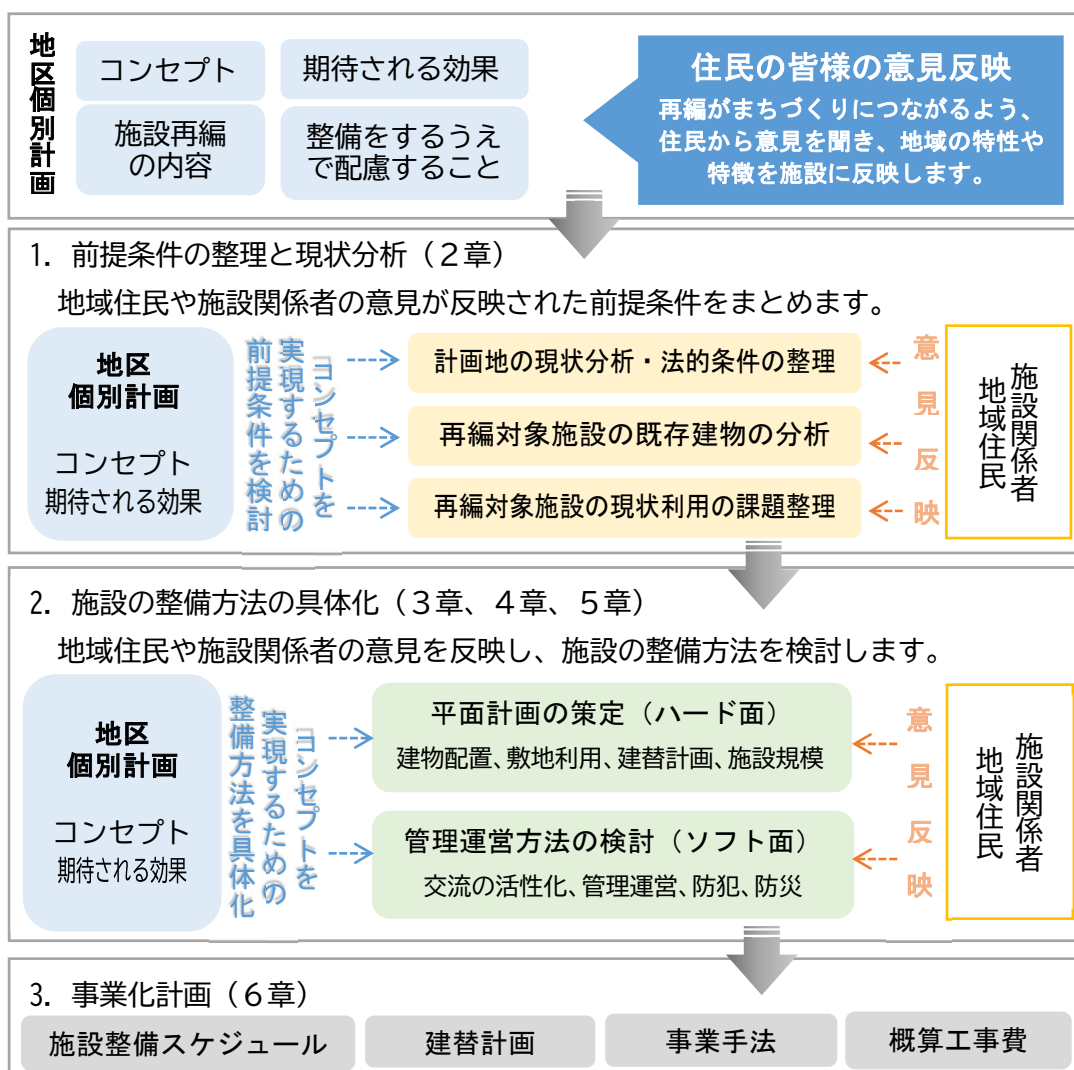 地区個別計画
コンセプト
期待される効果
施設再編
の内容
整備をするうえ
で配慮すること
住民の皆様の意見反映
再編がまちづくりにつながるよう、
住民から意見を聞き、地域の特性や
特徴を施設に反映します。
1. 前提条件の整理と現状分析（２章）
地域住民や施設関係者の意見が反映された前提条件をまとめます。
地区
個別計画
コンセプト
期待される効果
コンセプトを
実現するための
前提条件を検討
計画地の現状分析・法的条件の整理
再編対象施設の既存建物の分析
再編対象施設の現状利用の課題整理
意見反映
施設関係者
地域住民
2. 施設の整備方法の具体化（３章、４章、５章）
地域住民や施設関係者の意見を反映し、施設の整備方法を検討します。
地区
個別計画
コンセプト
期待される効果
コンセプトを
実現するための
整備方法を具体化
平面計画の策定（ハード面）
建物配置、敷地利用、建替計画、施設規模
管理運営方法の検討（ソフト面）
交流の活性化、管理運営、防犯、防災
意見反映
施設関係者
地域住民
3. 事業化計画（６章）
施設整備スケジュール
建替計画
事業手法
概算工事費